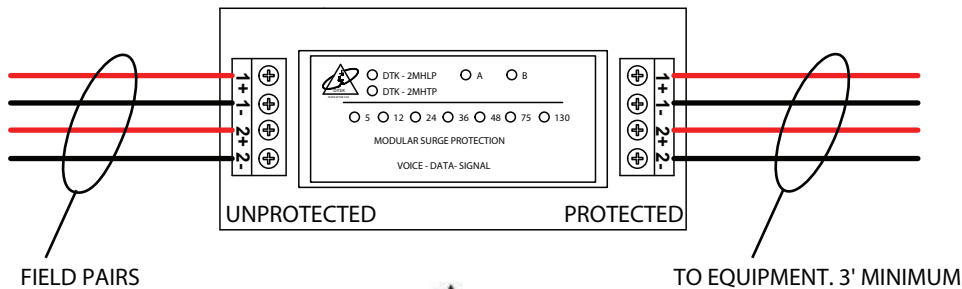 DTK - 2MHLP A B
DTK - 2MHTP
5 12 24 36 48 75 130
MODULAR SURGE PROTECTION
VOICE - DATA- SIGNAL
1+
1-
2+
2-
1+
1-
2+
2-
UNPROTECTED
PROTECTED
FIELD PAIRS
TO EQUIPMENT. 3' MINIMUM